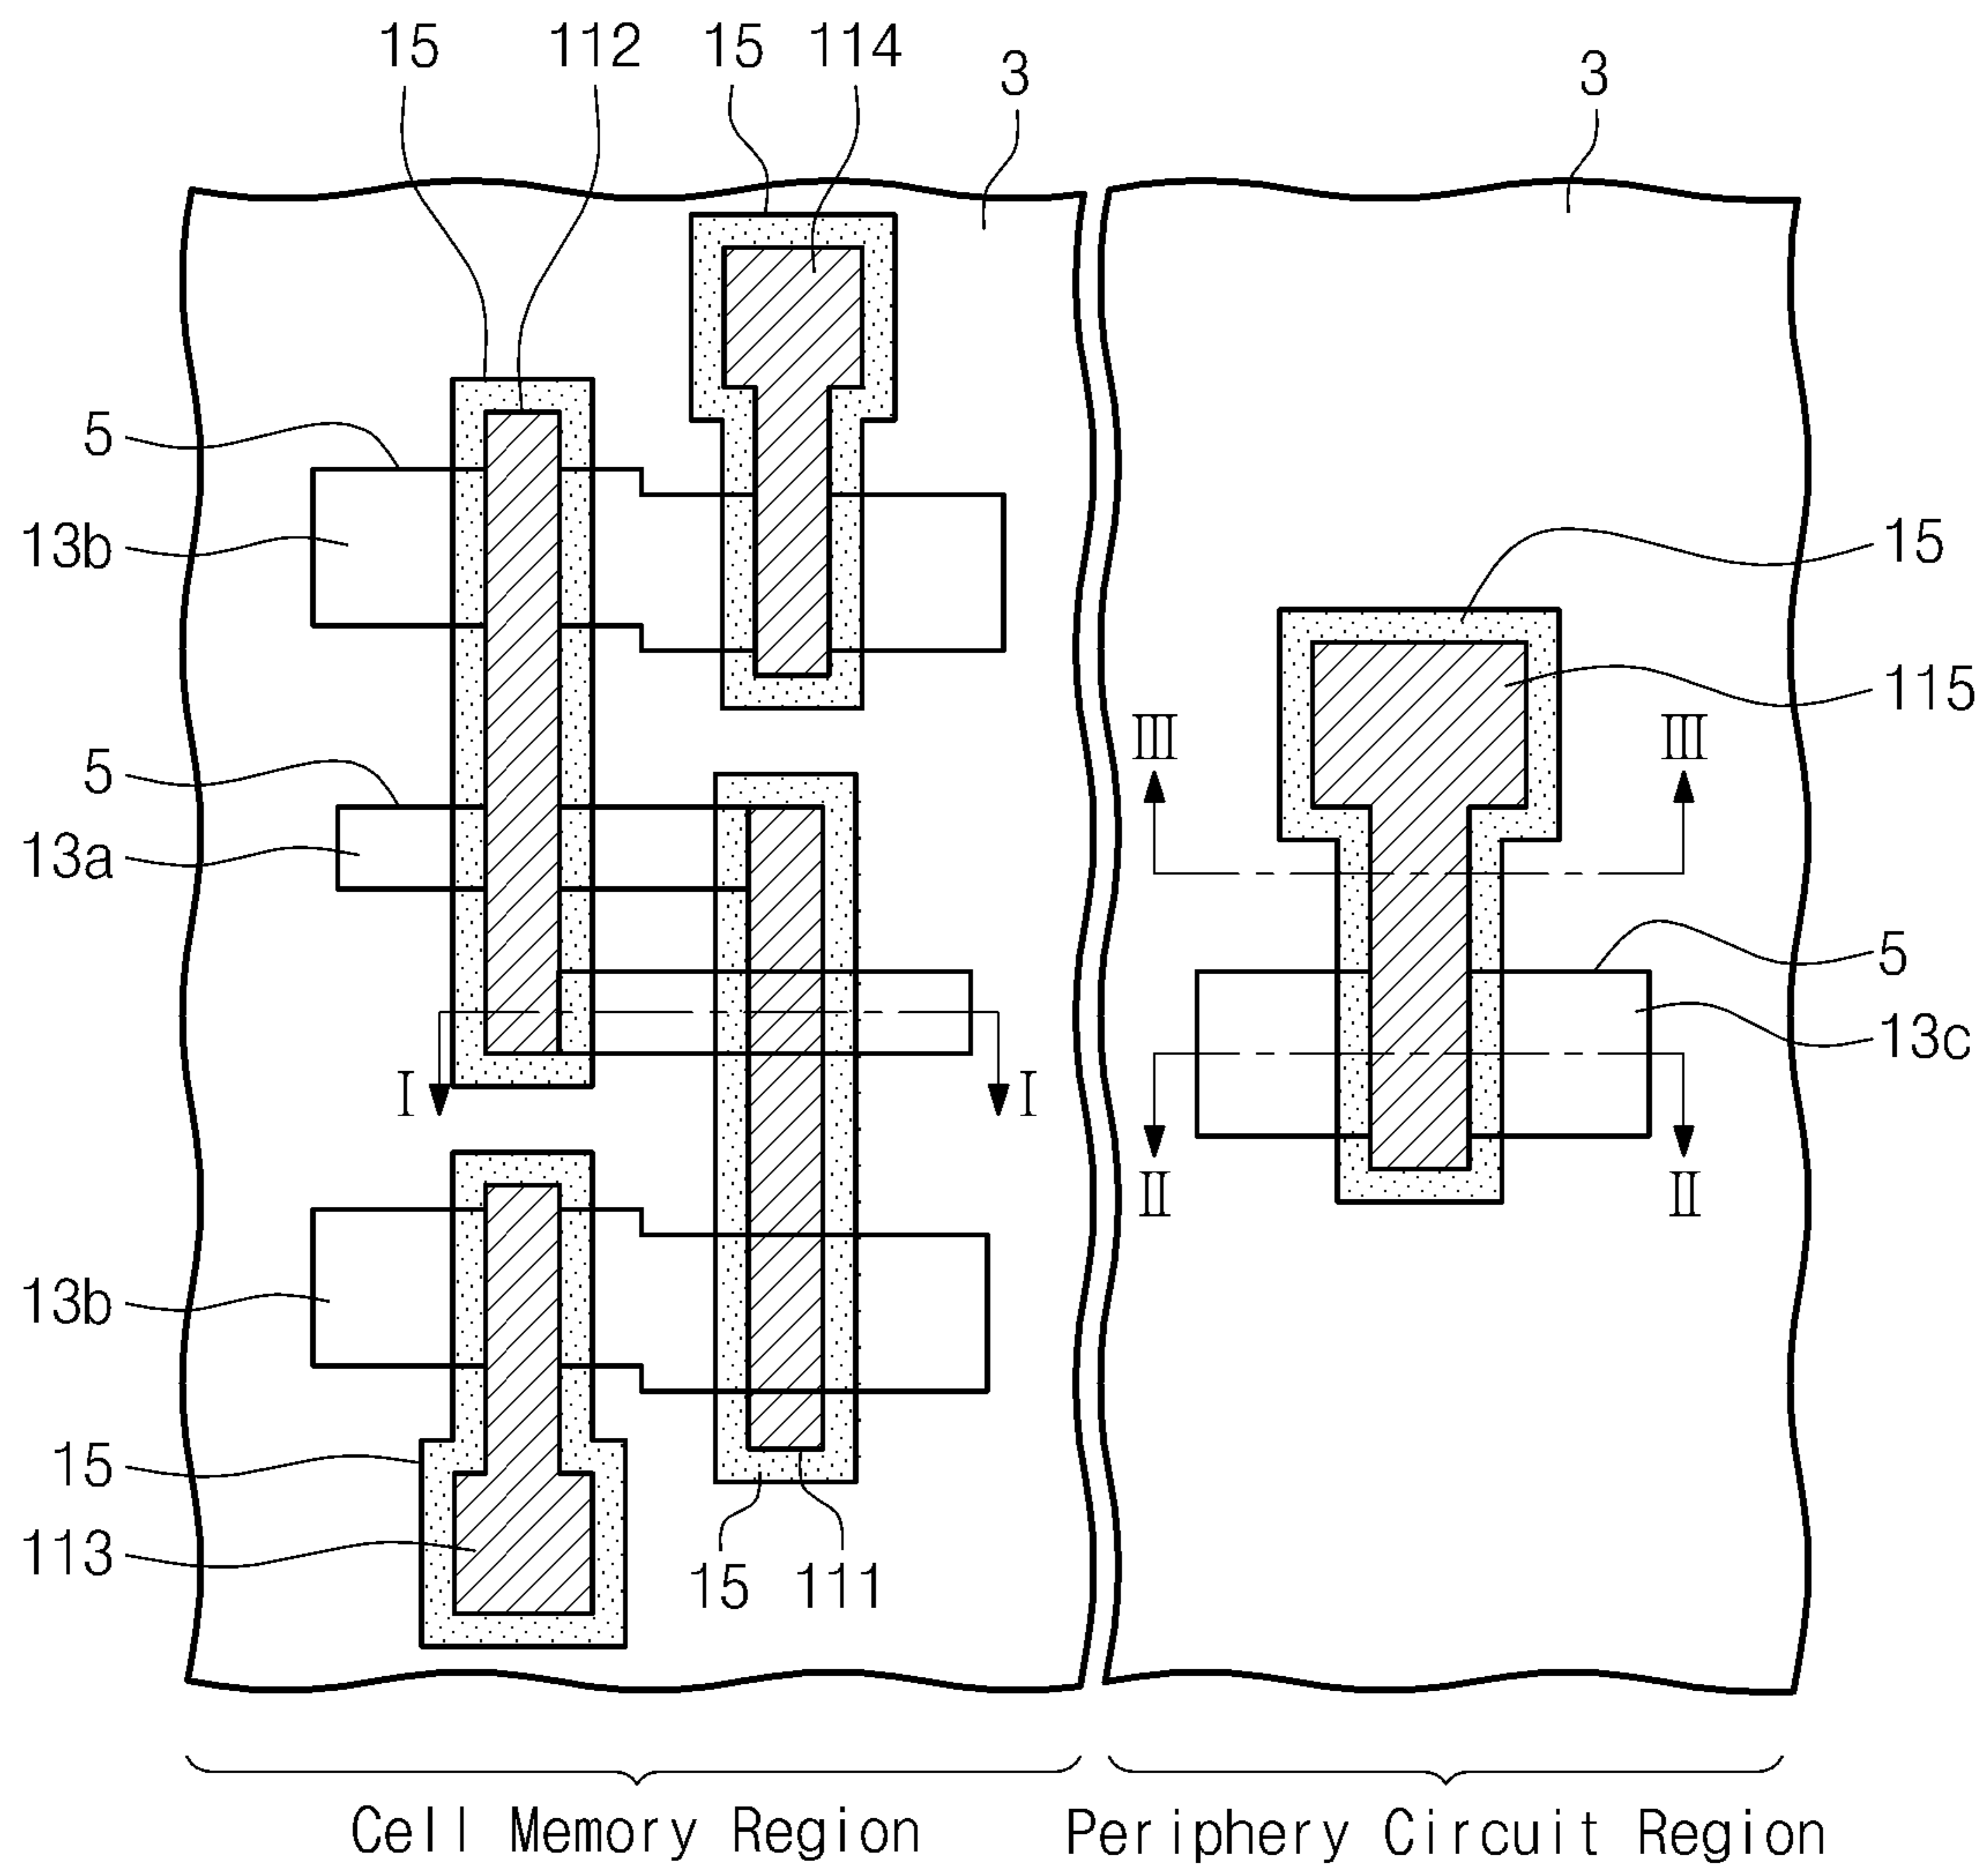 15 112 15 114 3 3
5
13b
15
115
III III
5
13a
5
13c
I I
II II
13b
15
113
15 111
Cell Memory Region Periphery Circuit Region